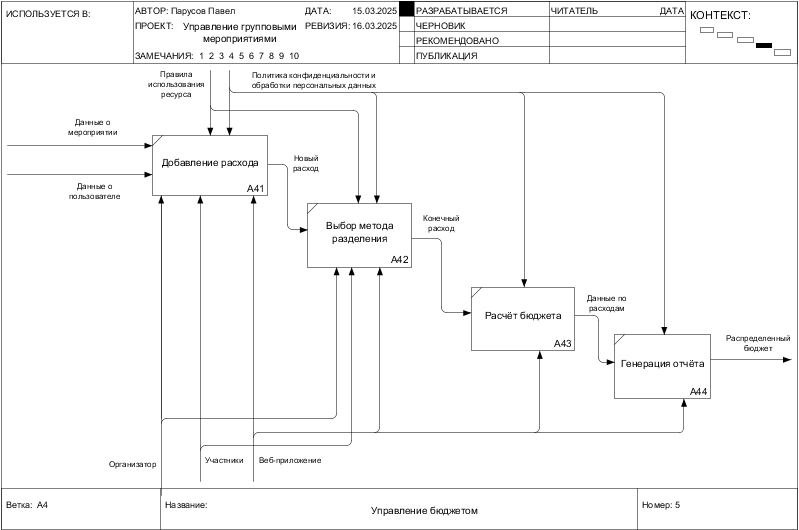 ИСПОЛЬЗУЕТСЯ В:
АВТОР: Парусов Павел
ДАТА: 15.03.2025
ПРОЕКТ: Управление групповыми
мероприятиями
РЕВИЗИЯ: 16.03.2025
ЗАМЕЧАНИЯ: 1 2 3 4 5 6 7 8 9 10
РАЗРАБАТЫВАЕТСЯ
ЧЕРНОВИК
РЕКОМЕНДОВАНО
ПУБЛИКАЦИЯ
ЧИТАТЕЛЬ
ДАТА
КОНТЕКСТ:
Правила
использования
ресурса
Политика конфиденциальности и
обработки персональных данных
Данные о
мероприятии
Данные о
пользователе
Добавление расхода
A41
Новый
расход
Выбор метода
разделения
A42
Конечный
расход
Расчёт бюджета
A43
Данные по
расходам
Генерация отчёта
A44
Распределенный
бюджет
Организатор
Участники
Веб-приложение
Ветка: A4
Название:
Управление бюджетом
Номер: 5